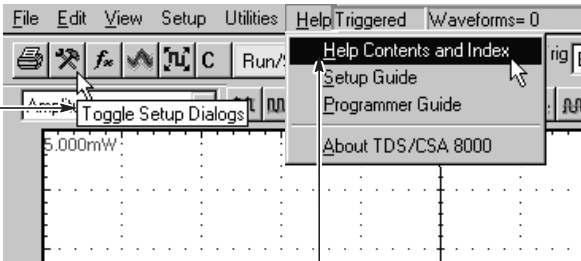 File Edit View Setup Utilities Help Triggered Waveforms= 0
C Run/
Help Contents and Index
rig
Setup Guide
Programmer Guide
About TDS/CSA 8000
Toggle Setup Dialogs
5.000mW